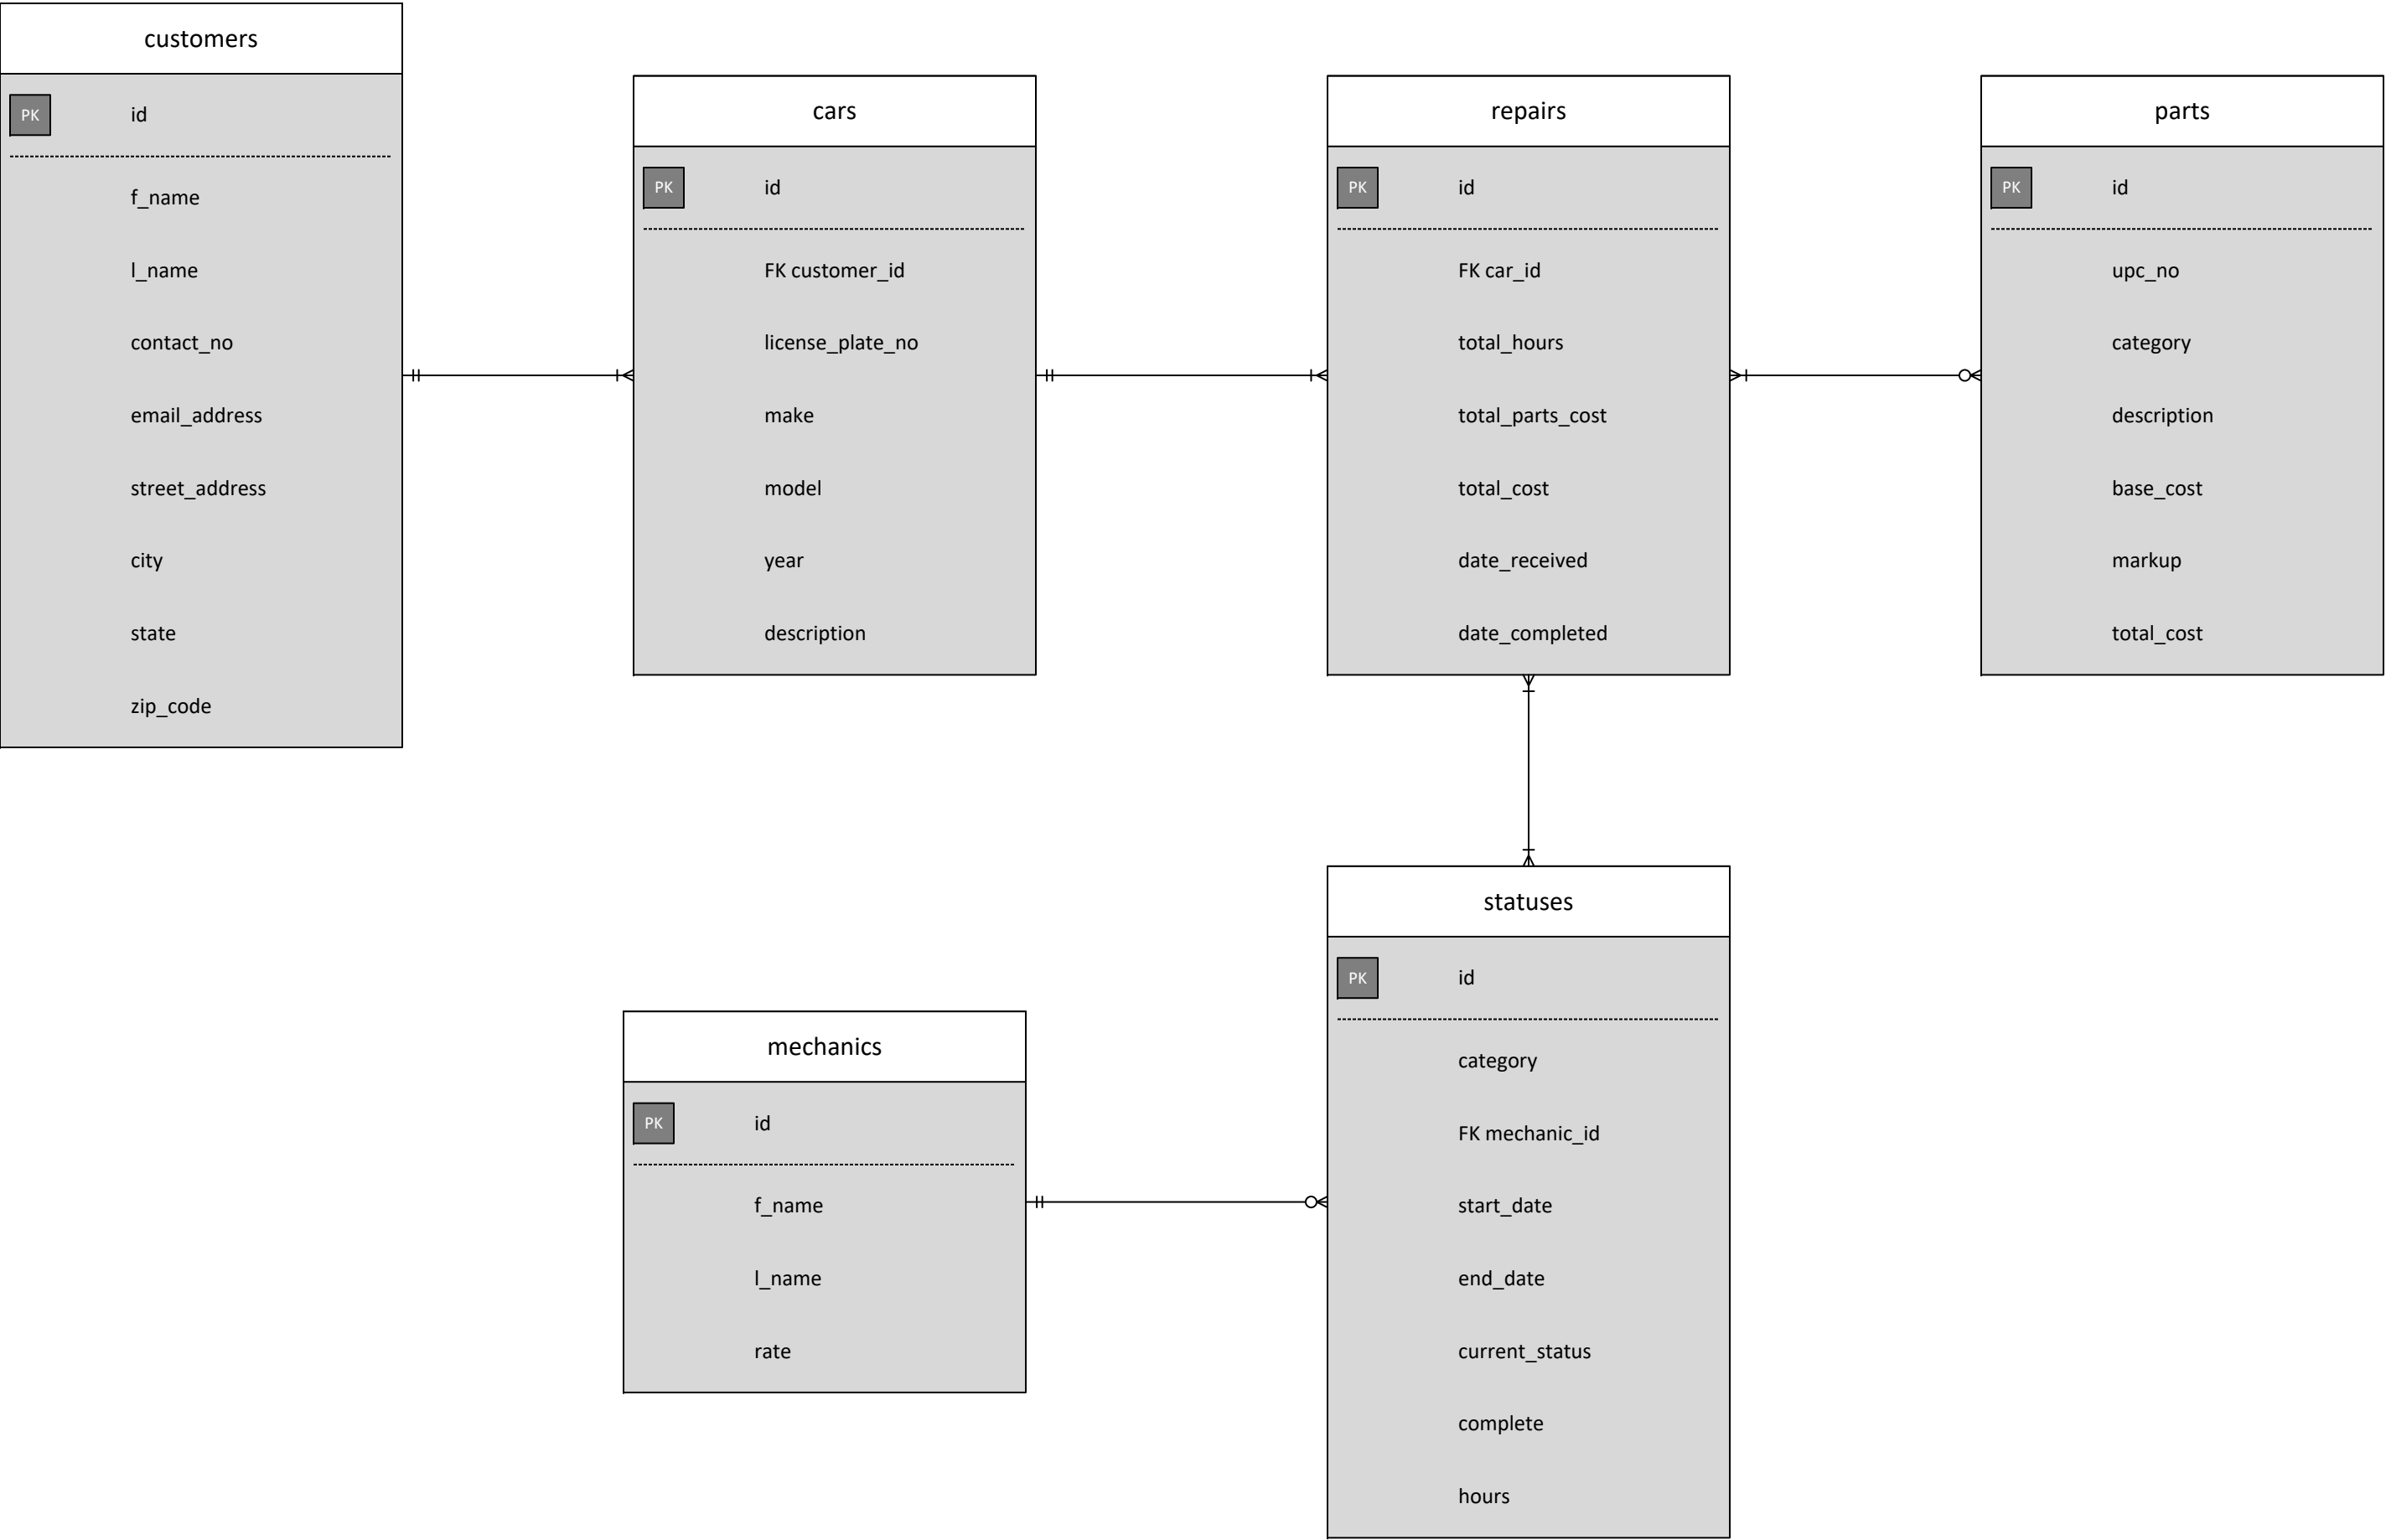 customers
PK
id
f_name
l_name
contact_no
email_address
street_address
city
state
zip_code
cars
PK
id
FK customer_id
license_plate_no
make
model
year
description
repairs
PK
id
FK car_id
total_hours
total_parts_cost
total_cost
date_received
date_completed
parts
PK
id
upc_no
category
description
base_cost
markup
total_cost
mechanics
PK
id
f_name
l_name
rate
statuses
PK
id
category
FK mechanic_id
start_date
end_date
current_status
complete
hours